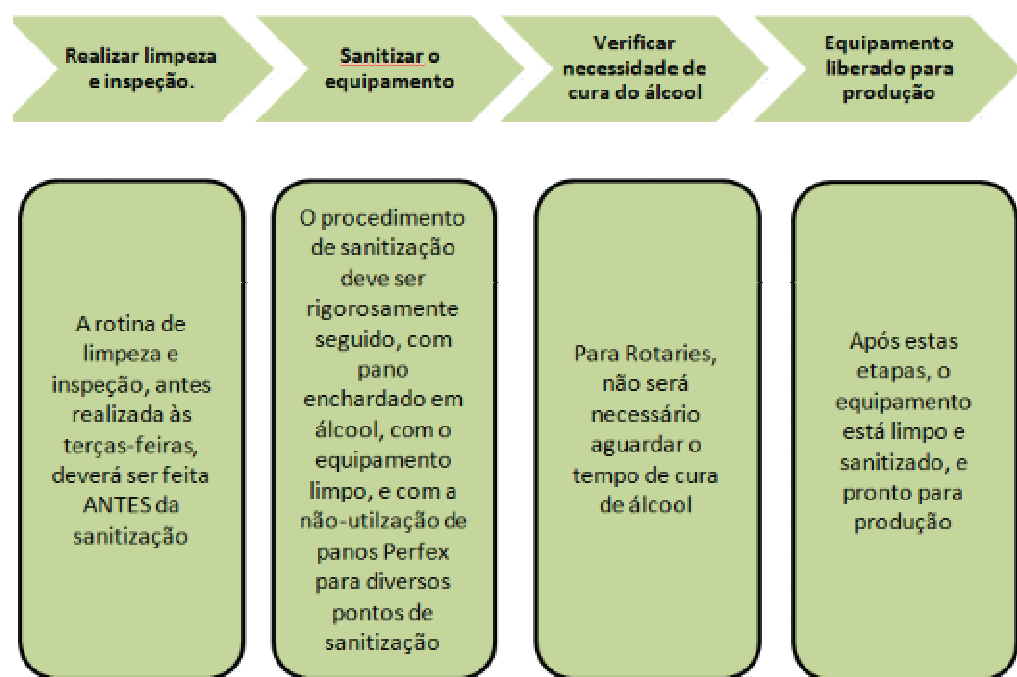 Realizar limpeza
e inspeção.
Sanitizar o
equipamento
Verificar
necessidade de
cura do álcool
Equipamento
liberado para
produção
A rotina de
limpeza e
inspeção, antes
realizada às
terças-feiras,
deverá ser feita
ANTES da
sanitização
O procedimento
de sanitização
deve ser
rigorosamente
seguido, com
pano
enchardado em
álcool, com o
equipamento
limpo, e com a
não-utilzação de
panos Perfex
para diversos
pontos de
sanitização
Para Rotaries,
não será
necessário
aguardar o
tempo de cura
de álcool
Após estas
etapas, o
equipamento
está limpo e
sanitizado, e
pronto para
produção